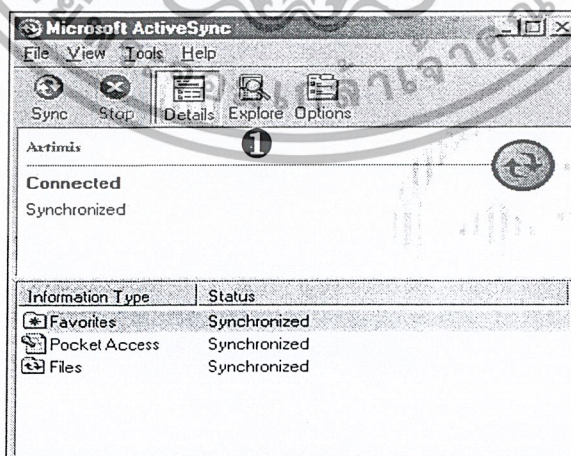 Microsoft ActiveSync
File View Tools Help
Sync Stop Details Explore Options
1
Artimis
Connected
Synchronized
Information Type Status
Favorites Synchronized
Pocket Access Synchronized
Files Synchronized